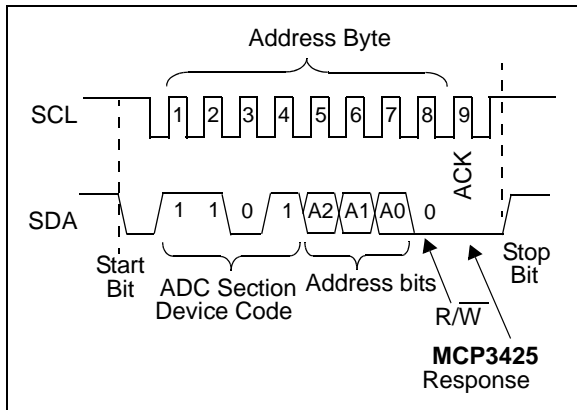 Address Byte
SCL
1 2 3 4 5 6 7 8 9
ACK
SDA
1 1 0 1 A2 A1 A0 0
Start
Bit
ADC Section
Device Code
Address bits
Stop
Bit
R/W̅
MCP3425
Response